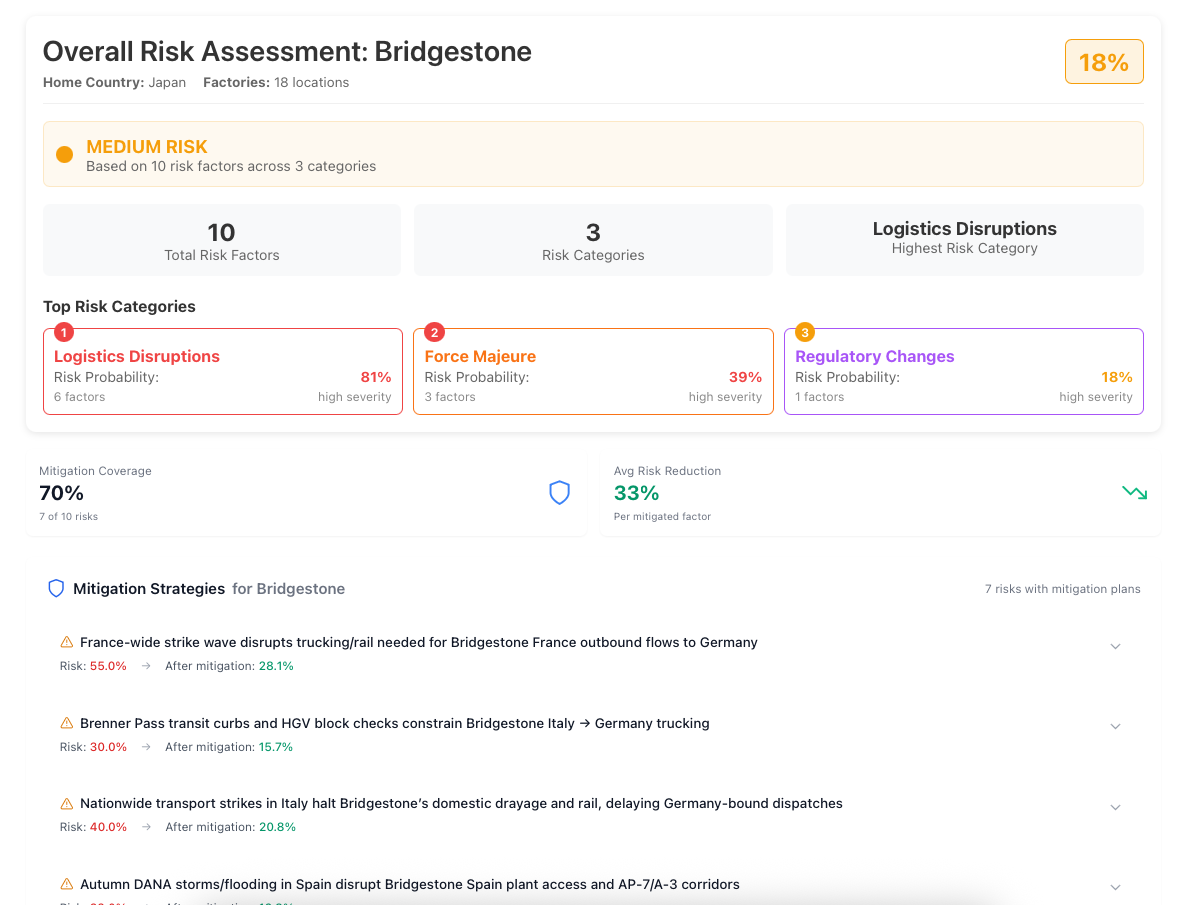 Overall Risk Assessment: Bridgestone
18%
Home Country: Japan Factories: 18 locations
MEDIUM RISK
Based on 10 risk factors across 3 categories
10
Total Risk Factors
3
Risk Categories
Logistics Disruptions
Highest Risk Category
Top Risk Categories
1
Logistics Disruptions
Risk Probability: 81%
6 factors high severity
2
Force Majeure
Risk Probability: 39%
3 factors high severity
3
Regulatory Changes
Risk Probability: 18%
1 factors high severity
Mitigation Coverage
70%
7 of 10 risks
Avg Risk Reduction
33%
Per mitigated factor
Mitigation Strategies for Bridgestone
7 risks with mitigation plans
France-wide strike wave disrupts trucking/rail needed for Bridgestone France outbound flows to Germany
Risk: 55.0% → After mitigation: 28.1%
Brenner Pass transit curbs and HGV block checks constrain Bridgestone Italy → Germany trucking
Risk: 30.0% → After mitigation: 15.7%
Nationwide transport strikes in Italy halt Bridgestone's domestic drayage and rail, delaying Germany-bound dispatches
Risk: 40.0% → After mitigation: 20.8%
Autumn DANA storms/flooding in Spain disrupt Bridgestone Spain plant access and AP-7/A-3 corridors